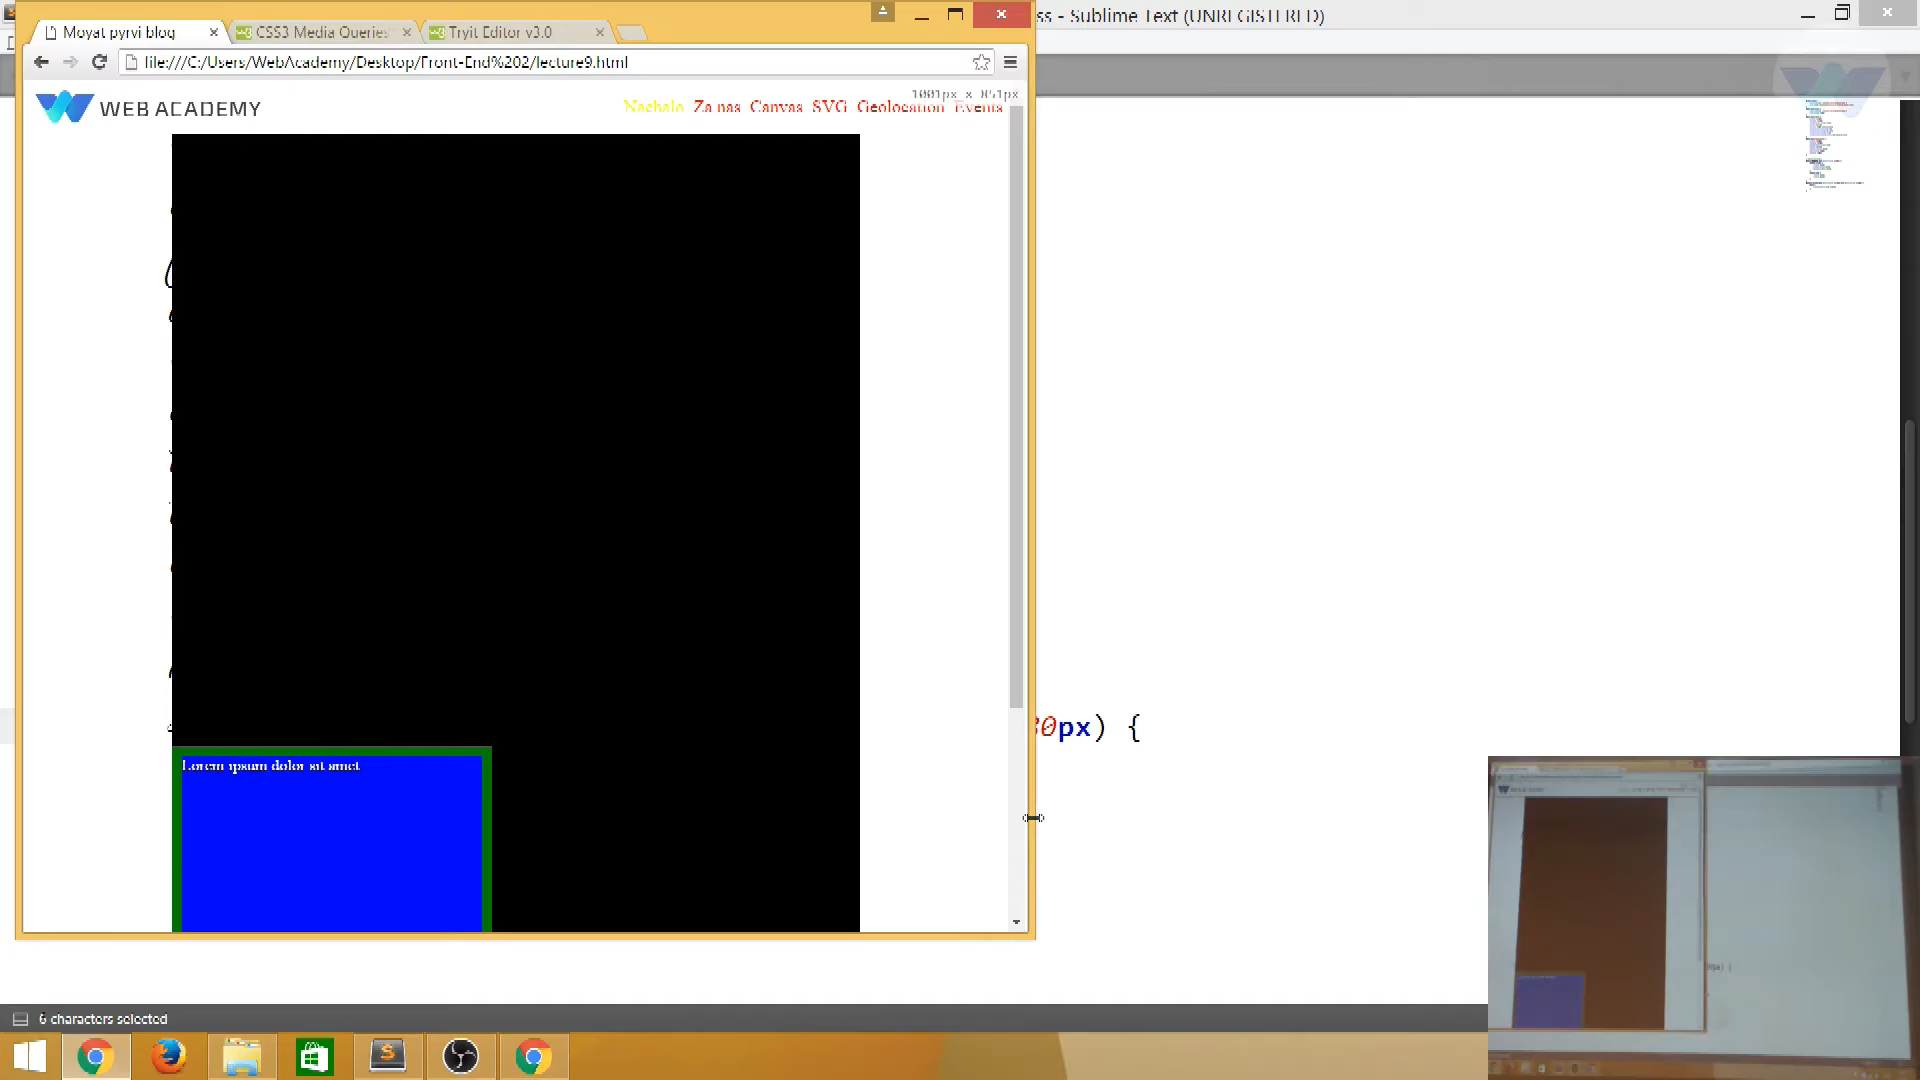 ss - Sublime Text (UNREGISTERED)
Moyat pyrvi blog
CSS3 Media Queries
Tryit Editor v3.0
file:///C:/Users/WebAcademy/Desktop/Front-End%202/lecture9.html
1001px x 851px
WEB ACADEMY
Nachalo Za nas Canvas SVG Geolocation Events
0px) {
Lorem ipsum dolor sit amet
6 characters selected